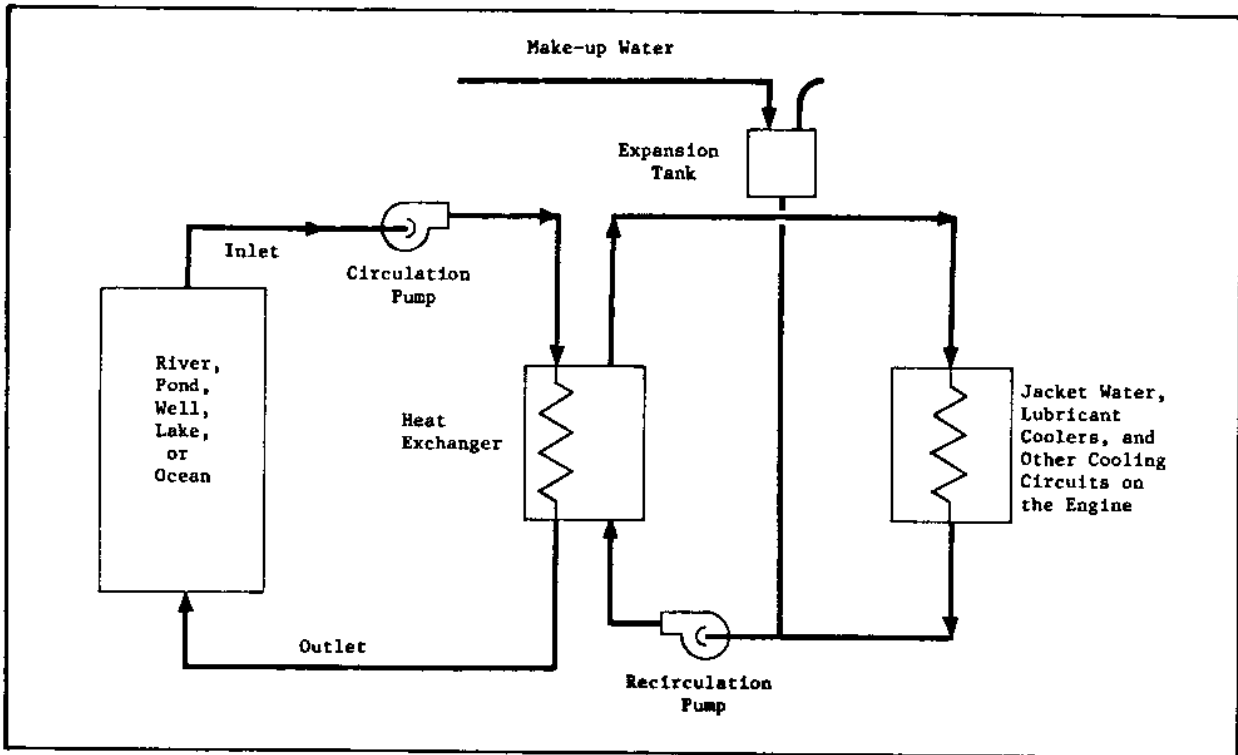 Make-up Water
Expansion
Tank
Inlet
Circulation
Pump
River,
Pond,
Well,
Lake,
or
Ocean
Heat
Exchanger
Jacket Water,
Lubricant
Coolers, and
Other Cooling
Circuits on
the Engine
Outlet
Recirculation
Pump